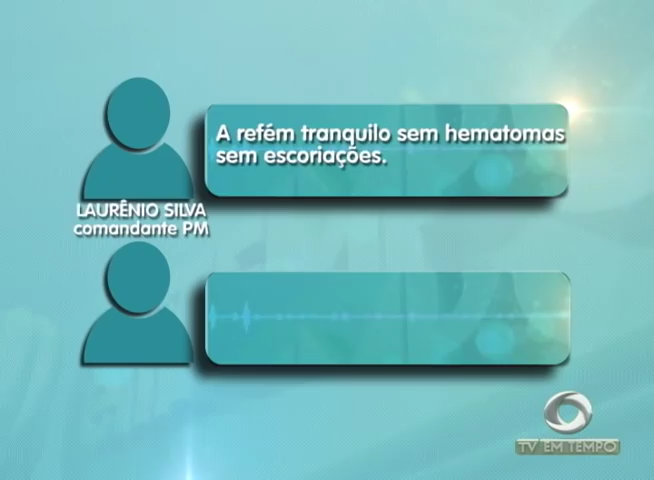 A refém tranquilo sem hematomas
sem escoriações.
LAURÊNIO SILVA
comandante PM
TV EM TEMPO